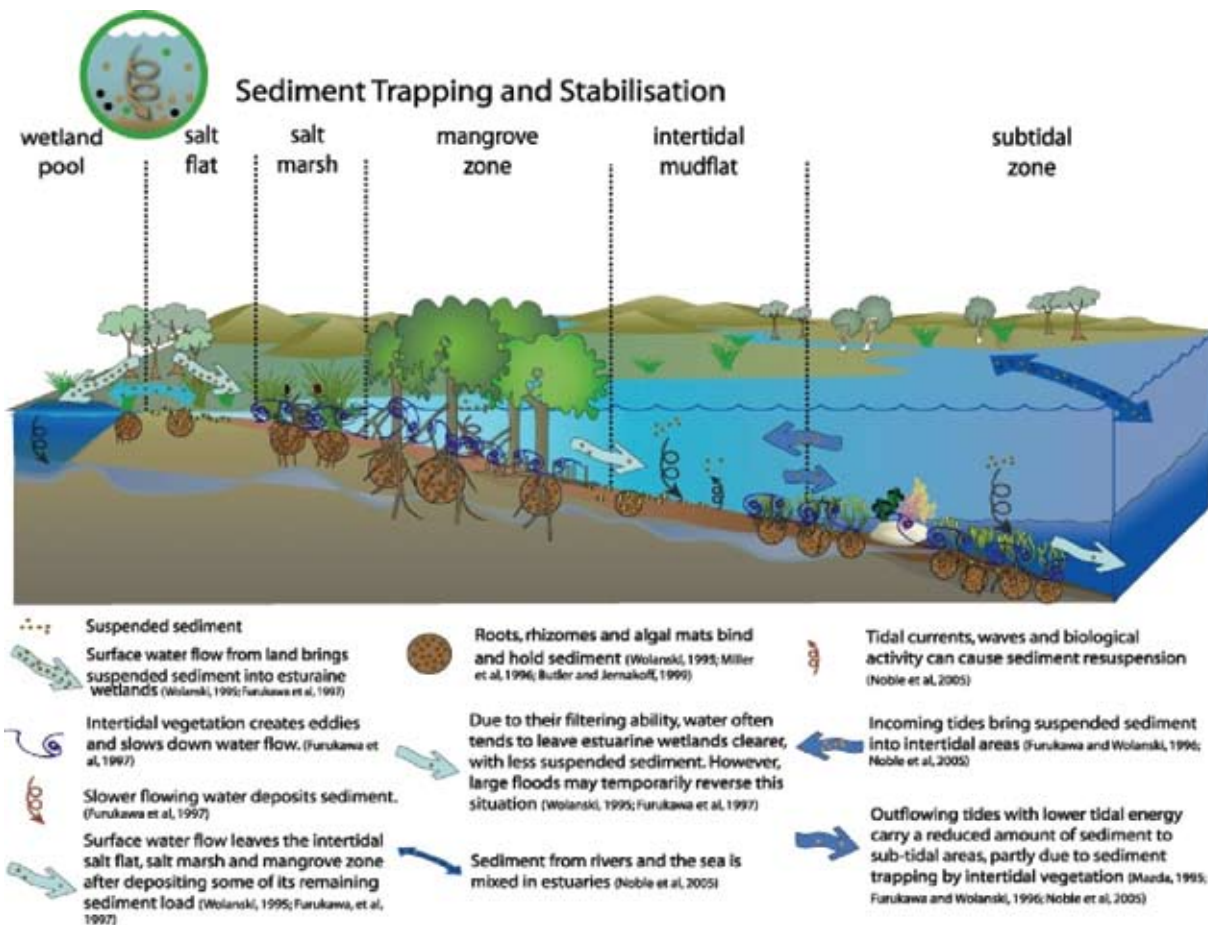 Sediment Trapping and Stabilisation
wetland
pool
salt
flat
salt
marsh
mangrove
zone
intertidal
mudflat
subtidal
zone
Suspended sediment
Surface water flow from land brings
suspended sediment into esturaine
wetlands (Wolanski, 1995; Furukawa et al, 1997)
Intertidal vegetation creates eddies
and slows down water flow. (Furukawa et
al, 1997)
Slower flowing water deposits sediment.
(Furukawa et al, 1997)
Surface water flow leaves the intertidal
salt flat, salt marsh and mangrove zone
after depositing some of its remaining
sediment load (Wolanski, 1995; Furukawa, et al,
1997)
Roots, rhizomes and algal mats bind
and hold sediment (Wolanski, 1995; Miller
et al, 1996; Butler and Jernakoff, 1999)
Due to their filtering ability, water often
tends to leave estuarine wetlands clearer,
with less suspended sediment. However,
large floods may temporarily reverse this
situation (Wolanski, 1995; Furukawa et al, 1997)
Sediment from rivers and the sea is
mixed in estuaries (Noble et al, 2005)
Tidal currents, waves and biological
activity can cause sediment resuspension
(Noble et al, 2005)
Incoming tides bring suspended sediment
into intertidal areas (Furukawa and Wolanski, 1996;
Noble et al, 2005)
Outflowing tides with lower tidal energy
carry a reduced amount of sediment to
sub-tidal areas, partly due to sediment
trapping by intertidal vegetation (Mazda, 1995;
Furukawa and Wolanski, 1996; Noble et al, 2005)